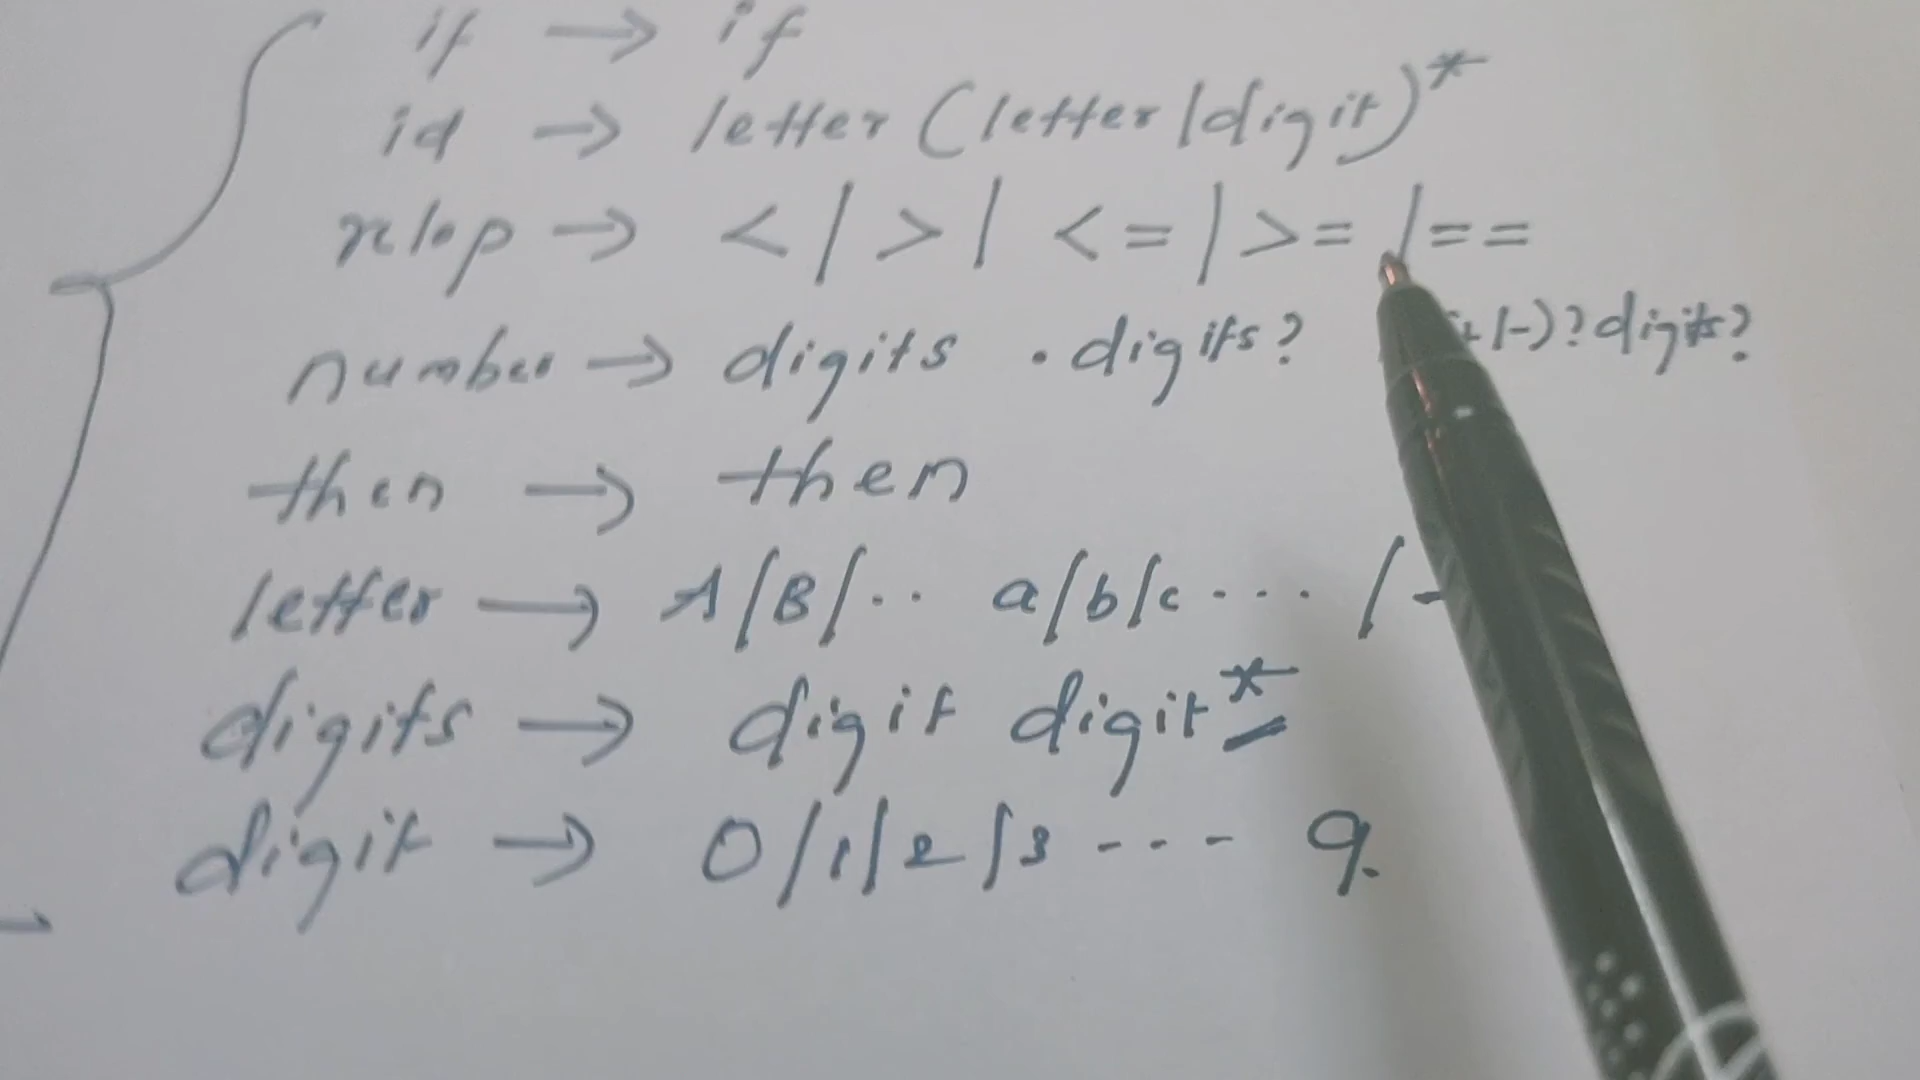 if → if
id → letter (letter/digit)*
relop → < / > / <= / >= / ==
number → digits . digits? +/-)? digits?
then → then
letter → A/B/.. a/b/c ... / -
digits → digit digit*
digit → 0/1/2/3 --- 9.